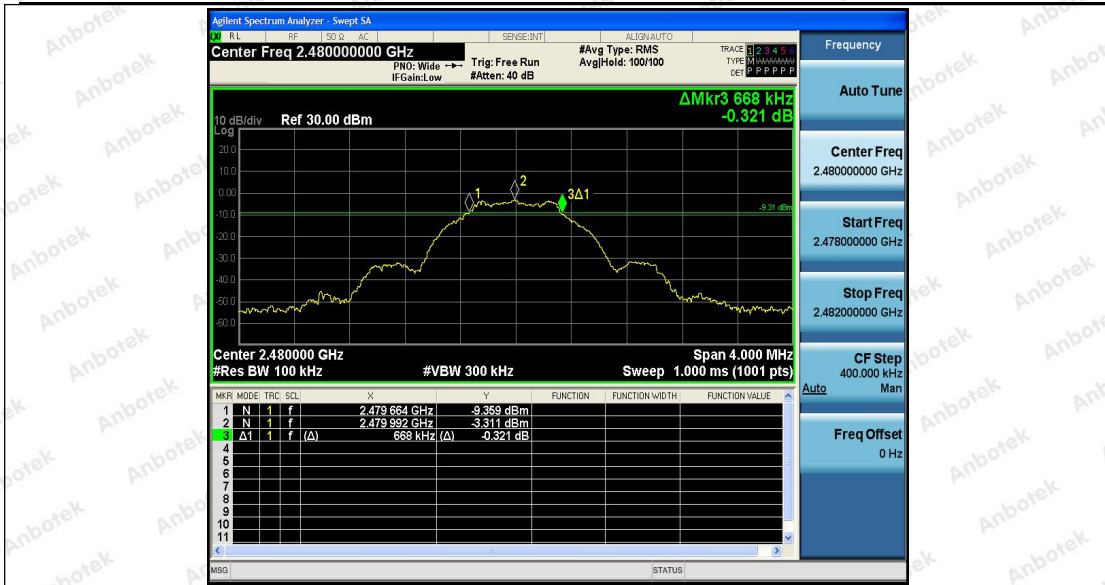 Agilent Spectrum Analyzer - Swept SA
RL RF 50 Ω AC SENSE:INT ALIGNAUTO
Center Freq 2.480000000 GHz
PNO: Wide
IFGain:Low
Trig: Free Run
#Atten: 40 dB
#Avg Type: RMS
Avg|Hold: 100/100
TRACE 1 2 3 4 5 6
TYPE M
DET P P P P P P
ΔMkr3 668 kHz
-0.321 dB
10 dB/div Ref 30.00 dBm
Log
20.0
10.0
0.00
-10.0
-20.0
-30.0
-40.0
-50.0
-60.0
1
2
3Δ1
-9.31 dBm
Center 2.480000 GHz Span 4.000 MHz
#Res BW 100 kHz #VBW 300 kHz Sweep 1.000 ms (1001 pts)
MKR MODE TRC SCL X Y FUNCTION FUNCTION WIDTH FUNCTION VALUE
1 N 1 f 2.479 664 GHz -9.359 dBm
2 N 1 f 2.479 992 GHz -3.311 dBm
3 Δ1 1 f (Δ) 668 kHz (Δ) -0.321 dB
4
5
6
7
8
9
10
11
MSG STATUS
Frequency
Auto Tune
Center Freq
2.480000000 GHz
Start Freq
2.478000000 GHz
Stop Freq
2.482000000 GHz
CF Step
400.000 kHz
Auto Man
Freq Offset
0 Hz
Anbotek